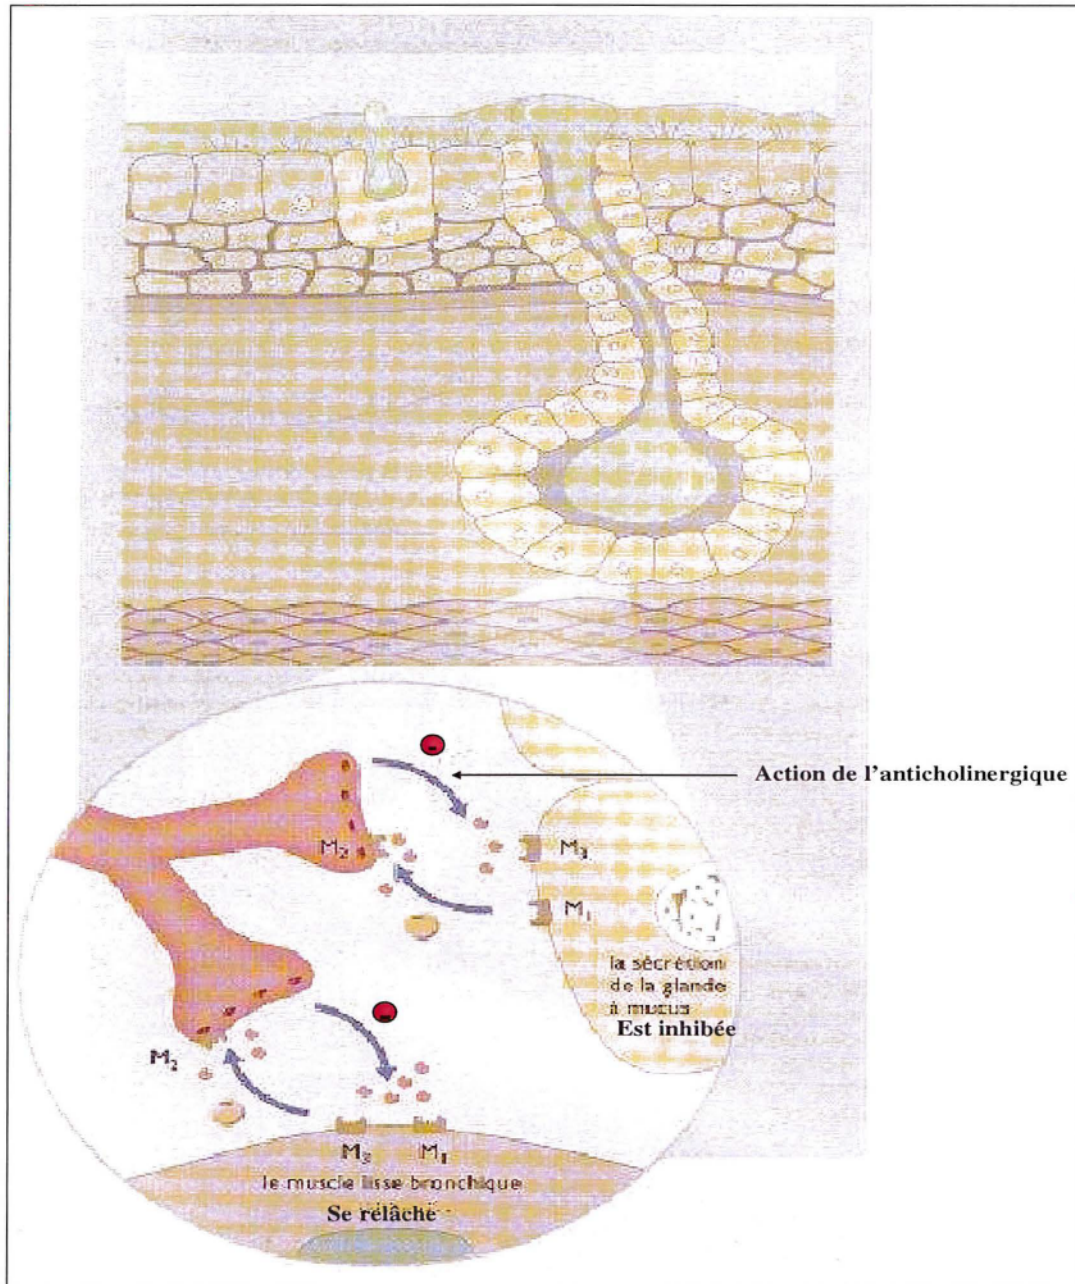 Action de l'anticholinergique
M₂
M₃
M₁
la sécrétion
de la glande
à mucus
Est inhibée
M₂
M₃ M₁
le muscle lisse bronchique
Se relâche